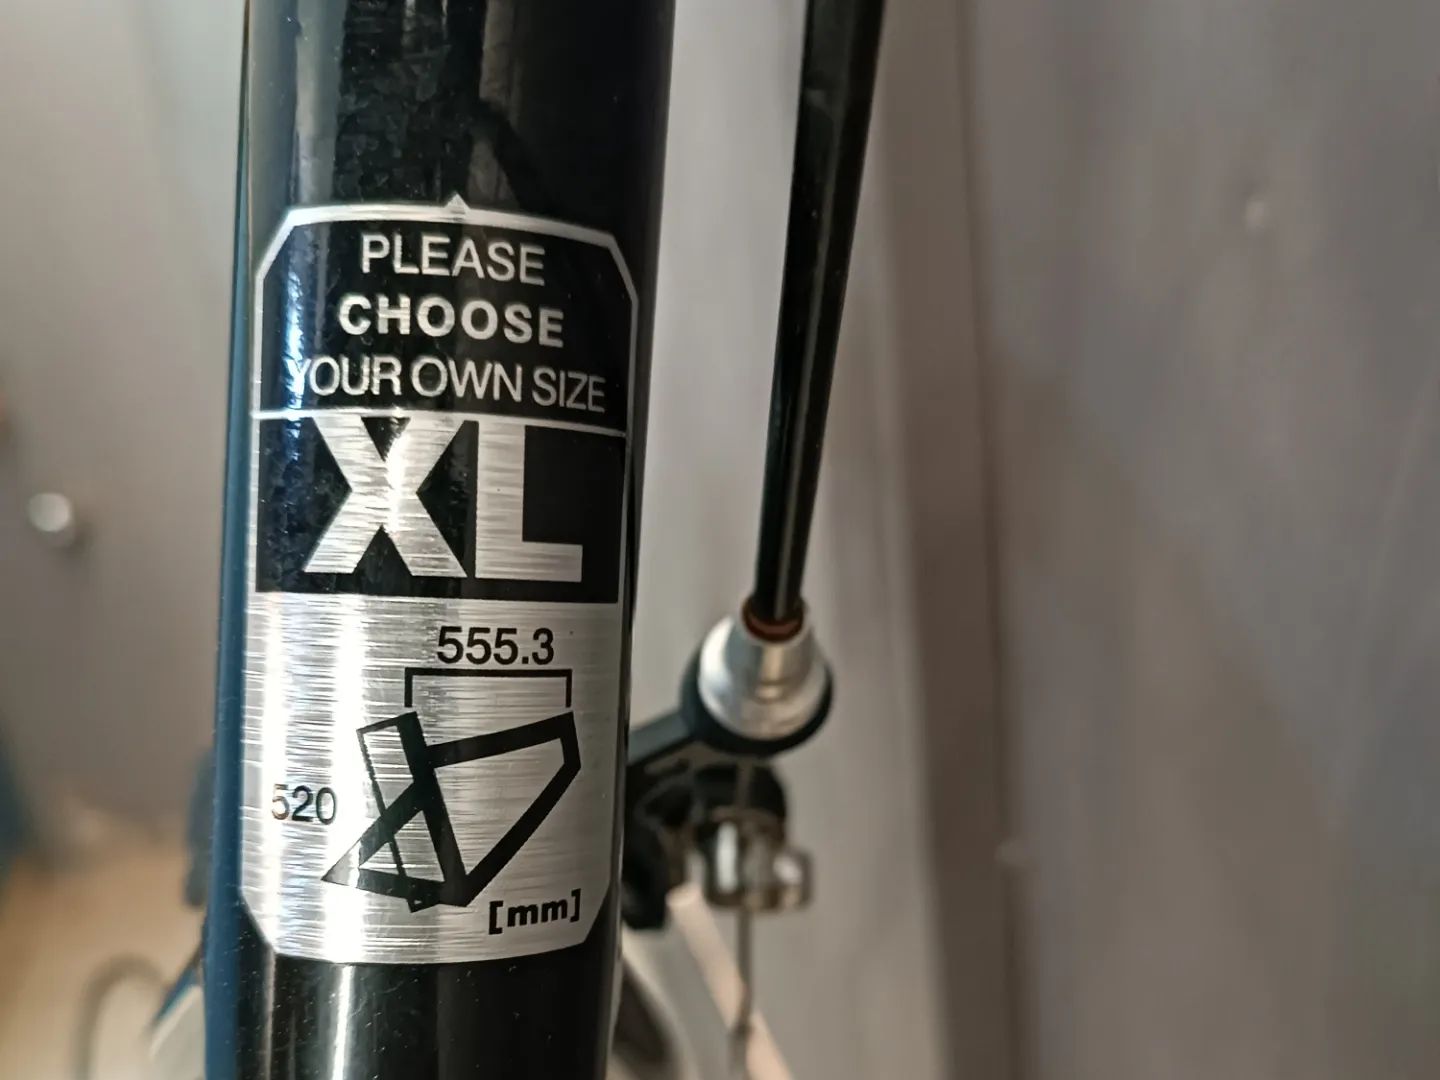 PLEASE
CHOOSE
YOUR OWN SIZE
XL
555.3
520
[mm]